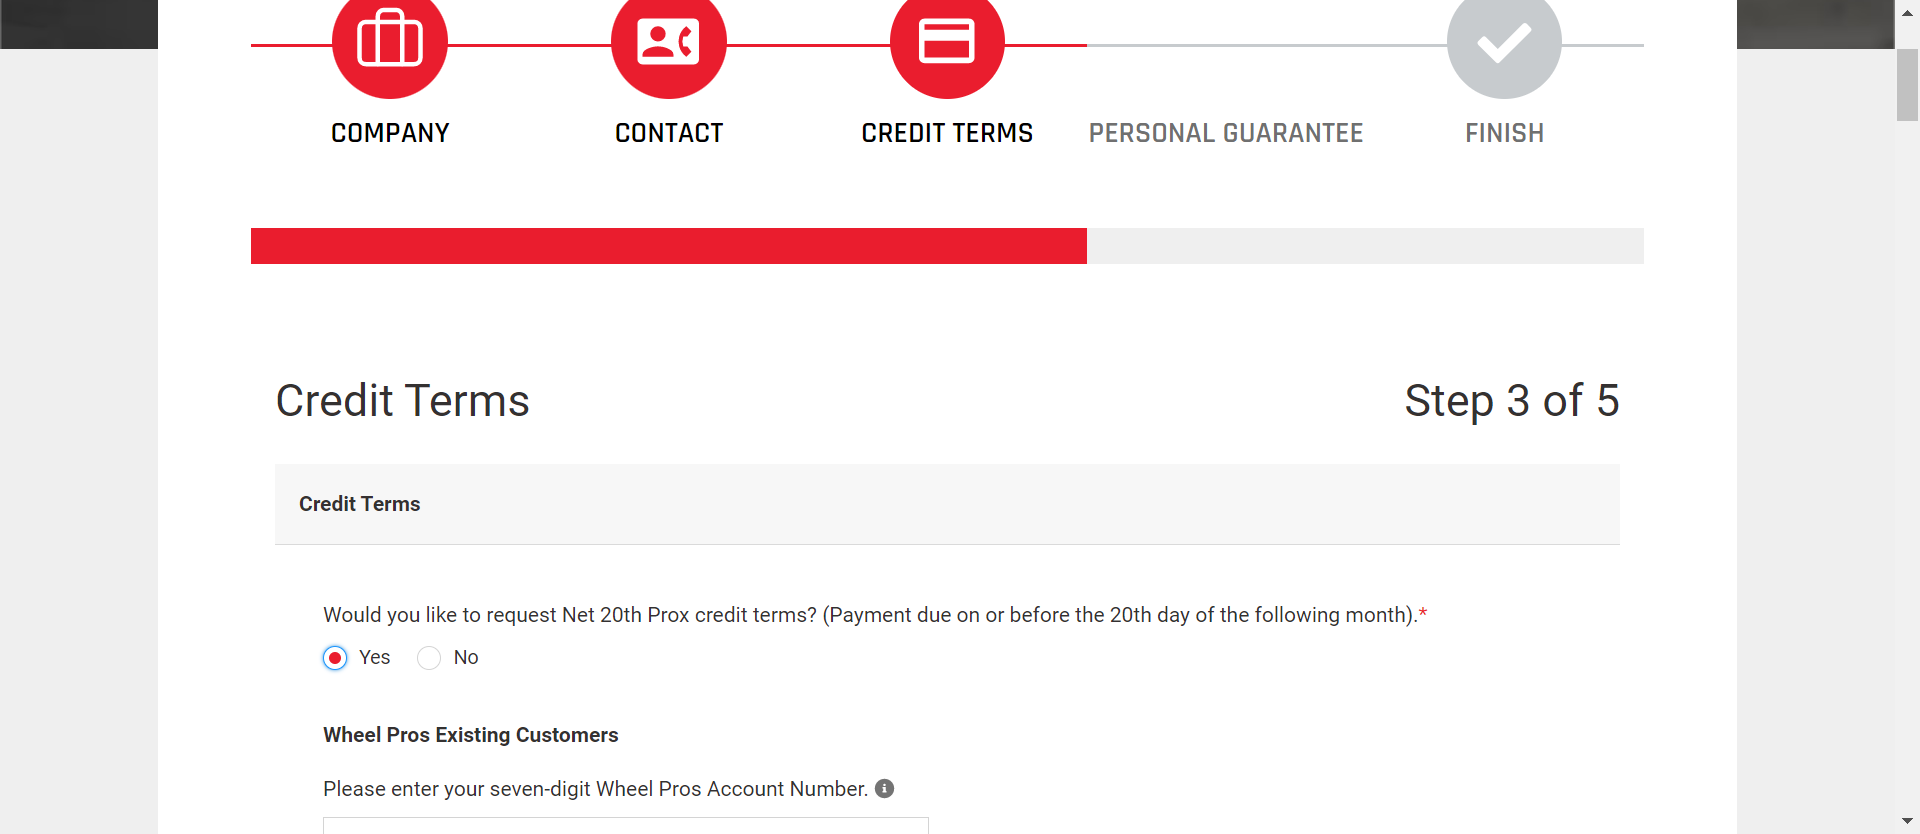 COMPANY CONTACT CREDIT TERMS PERSONAL GUARANTEE FINISH
Credit Terms Step 3 of 5
Credit Terms
Would you like to request Net 20th Prox credit terms? (Payment due on or before the 20th day of the following month).*
Yes No
Wheel Pros Existing Customers
Please enter your seven-digit Wheel Pros Account Number.